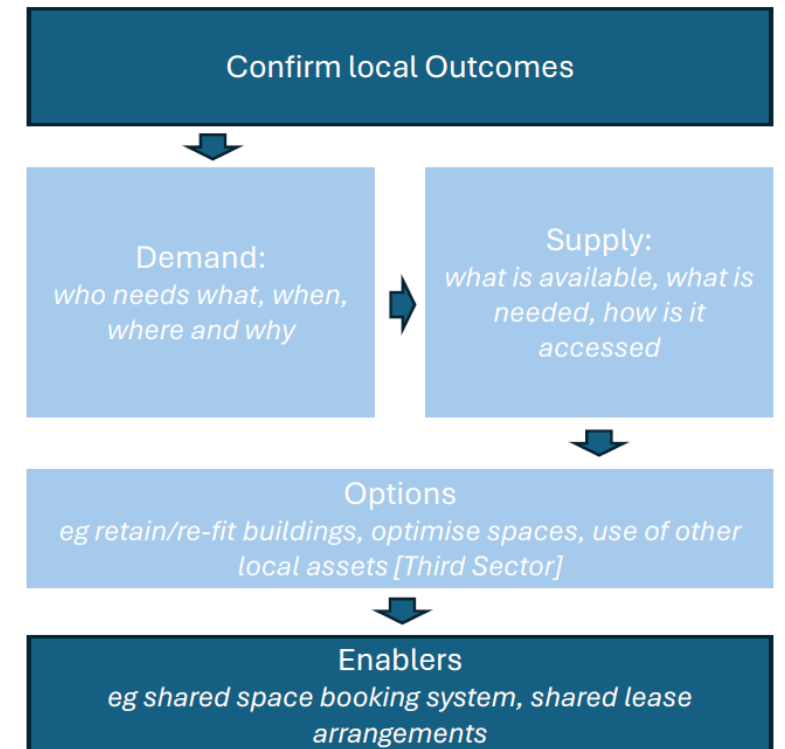 Confirm local Outcomes
Demand:
who needs what, when,
where and why
Supply:
what is available, what is
needed, how is it
accessed
Options
eg retain/re-fit buildings, optimise spaces, use of other
local assets [Third Sector]
Enablers
eg shared space booking system, shared lease
arrangements